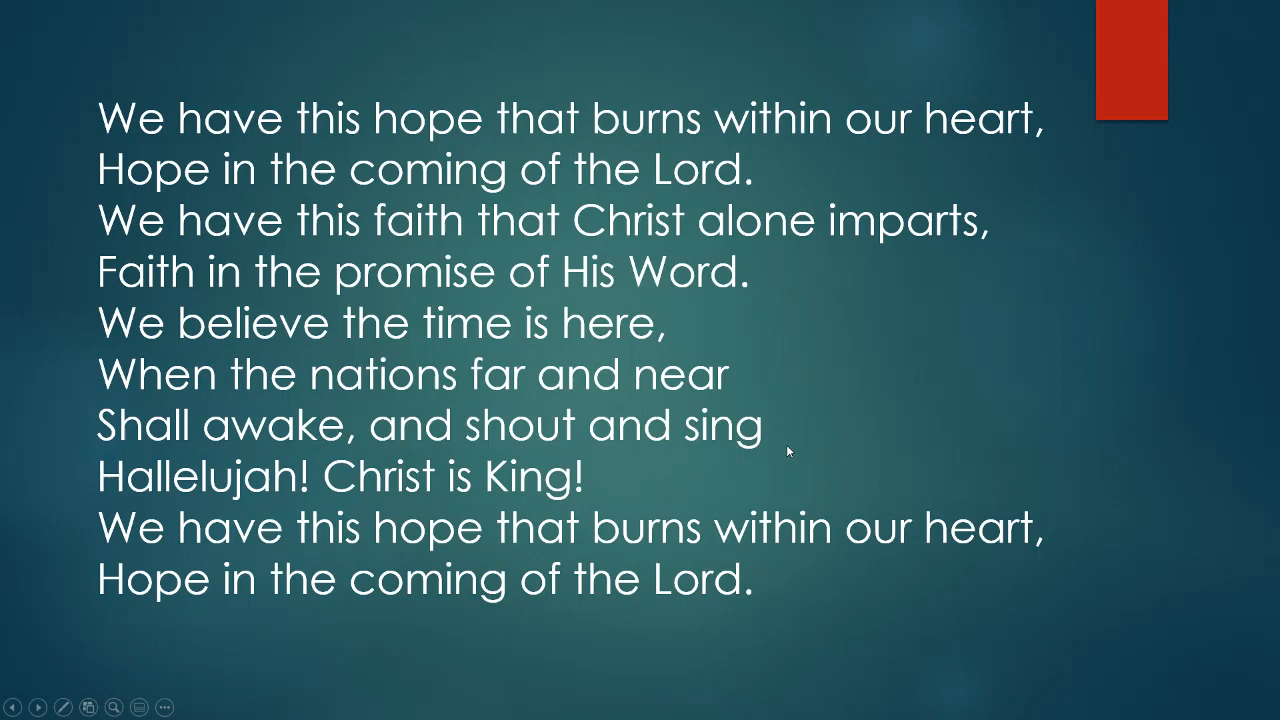 We have this hope that burns within our heart,
Hope in the coming of the Lord.
We have this faith that Christ alone imparts,
Faith in the promise of His Word.
We believe the time is here,
When the nations far and near
Shall awake, and shout and sing
Hallelujah! Christ is King!
We have this hope that burns within our heart,
Hope in the coming of the Lord.